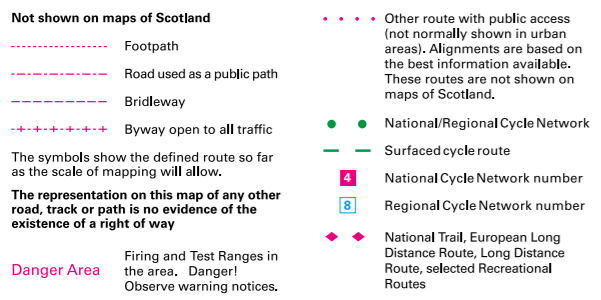 Not shown on maps of Scotland
Footpath
Road used as a public path
Bridleway
Byway open to all traffic
The symbols show the defined route so far
as the scale of mapping will allow.
The representation on this map of any other
road, track or path is no evidence of the
existence of a right of way
Danger Area
Firing and Test Ranges in
the area. Danger!
Observe warning notices.
Other route with public access
(not normally shown in urban
areas). Alignments are based on
the best information available.
These routes are not shown on
maps of Scotland.
National/Regional Cycle Network
Surfaced cycle route
4 National Cycle Network number
8 Regional Cycle Network number
National Trail, European Long
Distance Route, Long Distance
Route, selected Recreational
Routes